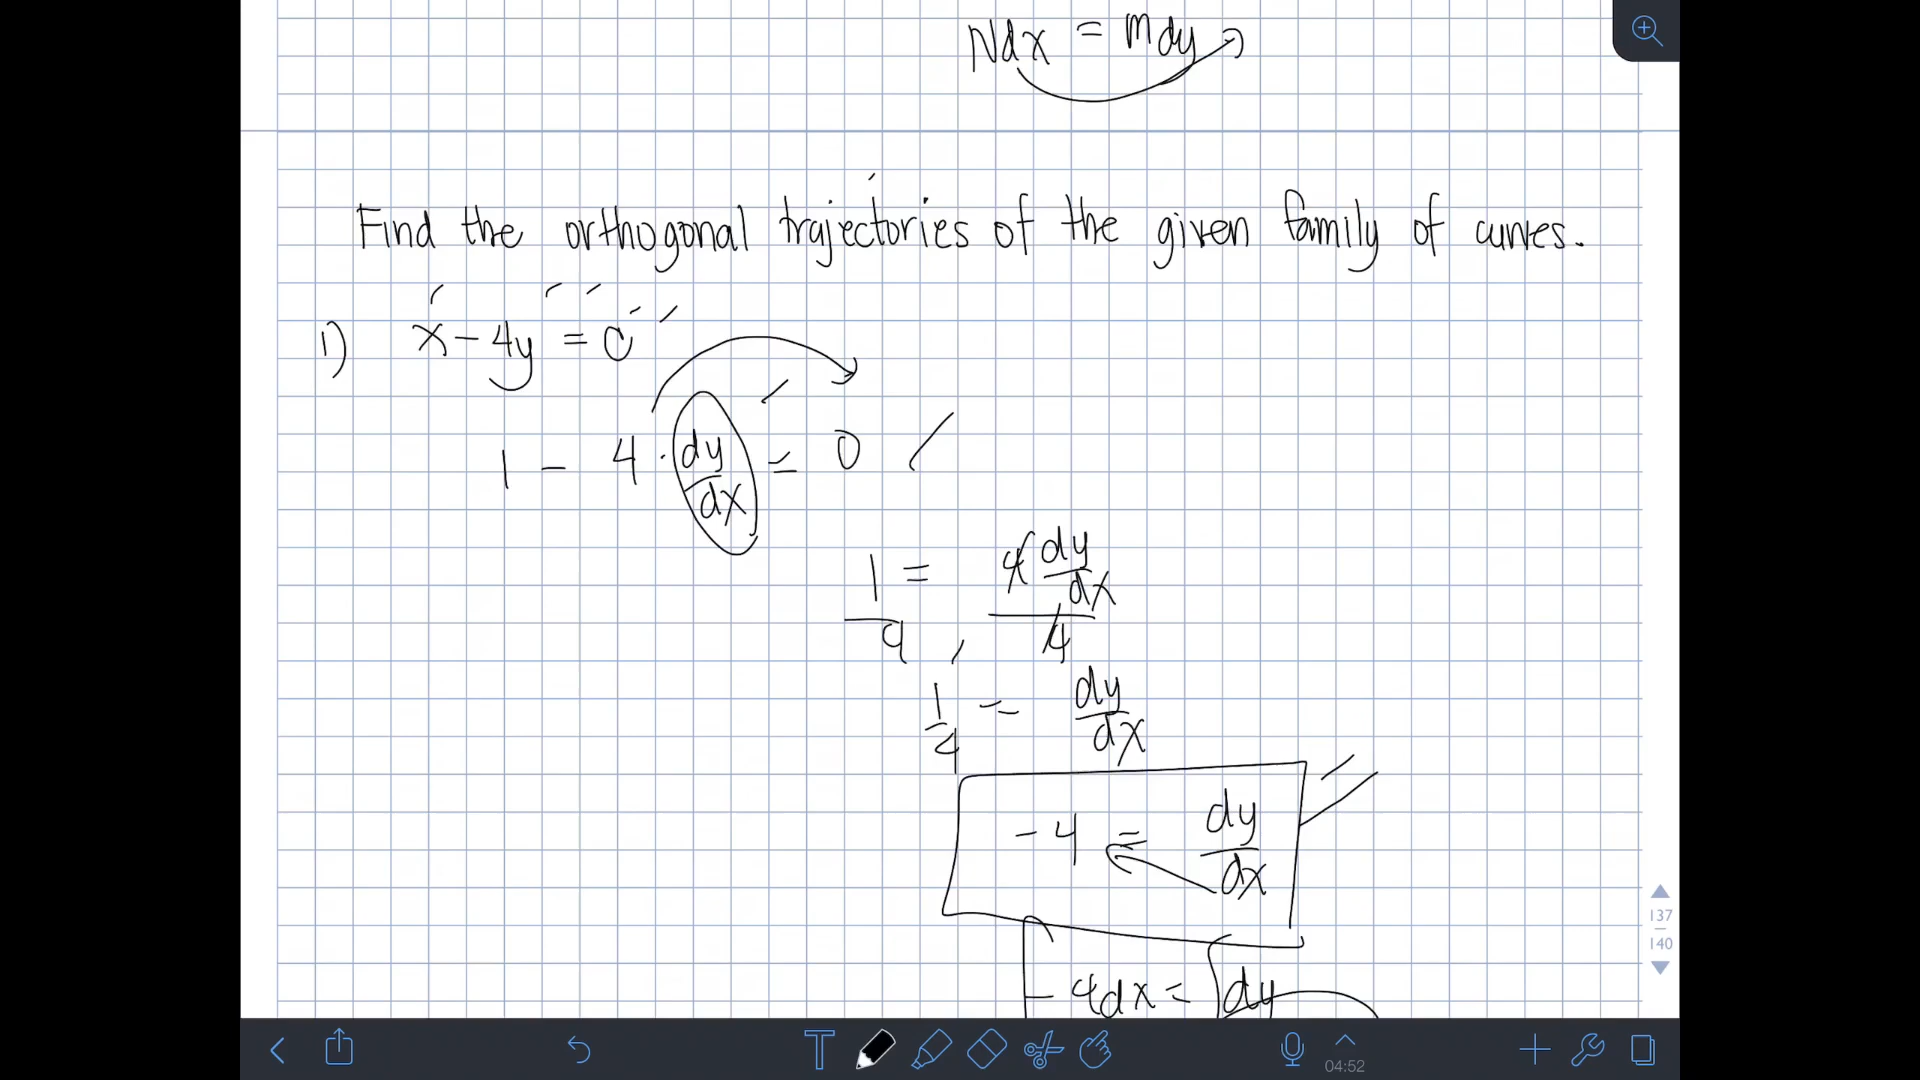 Ndx = Mdy
Find the orthogonal trajectories of the given family of curves.
1) x - 4y = c
1 - 4 · dy/dx = 0
1/4 = 4 dy/dx / 4
1/4 = dy/dx
-4 = dy/dx
-4dx = dy
137
140
T
04:52